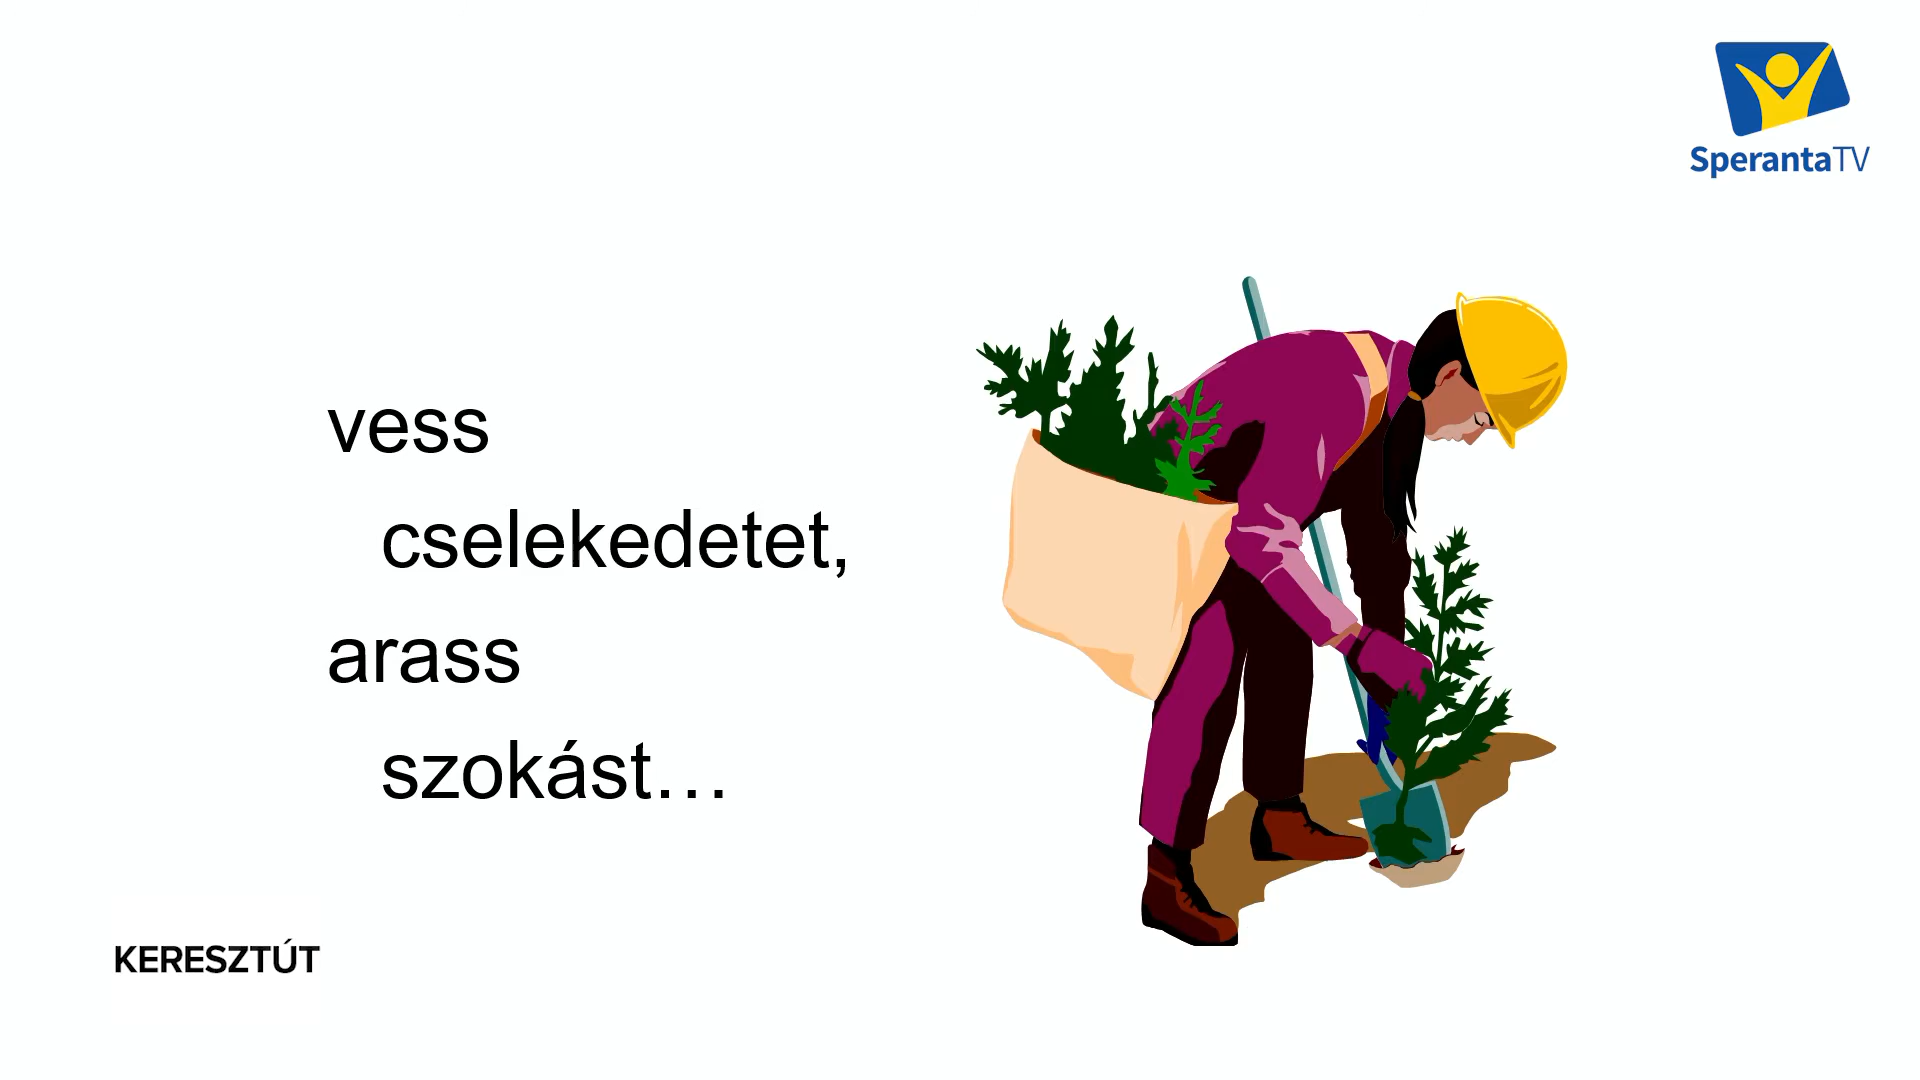 SperantaTV
vess
cselekedetet,
arass
szokást…
KERESZTÚT